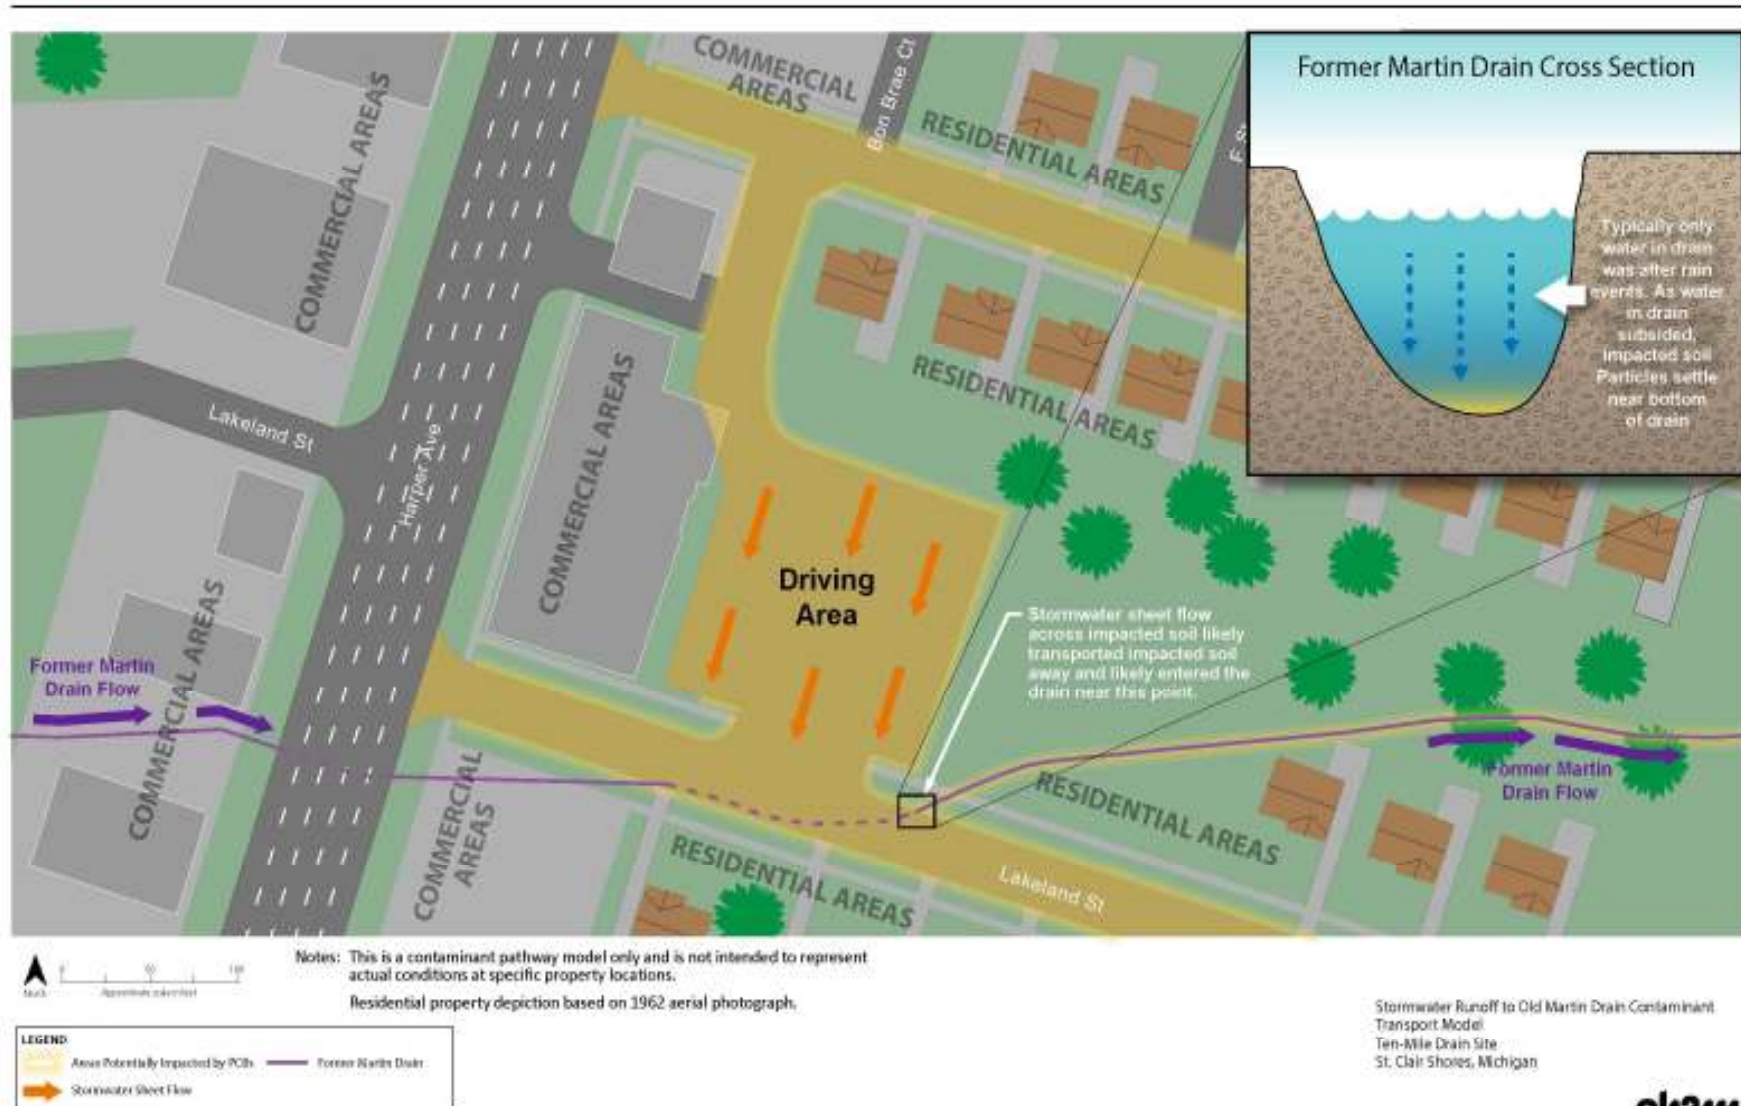 COMMERCIAL
AREAS
Bon Brae Ct
RESIDENTIAL AREAS
COMMERCIAL AREAS
Former Martin Drain Cross Section
Typically only
water in drain
was after rain
events. As water
in drain
subsided,
impacted soil
Particles settle
near bottom
of drain
Lakeland St
Harper Ave
COMMERCIAL AREAS
RESIDENTIAL AREAS
Driving
Area
Stormwater sheet flow
across impacted soil likely
transported impacted soil
away and likely entered the
drain near this point.
Former Martin
Drain Flow
COMMERCIAL AREAS
COMMERCIAL
AREAS
RESIDENTIAL AREAS
RESIDENTIAL AREAS
Former Martin
Drain Flow
Lakeland St
North
Notes: This is a contaminant pathway model only and is not intended to represent
actual conditions at specific property locations.
Residential property depiction based on 1962 aerial photograph.
LEGEND
Areas Potentially Impacted by PCBs
Former Martin Drain
Stormwater Sheet Flow
Stormwater Runoff to Old Martin Drain Contaminant
Transport Model
Ten-Mile Drain Site
St. Clair Shores, Michigan